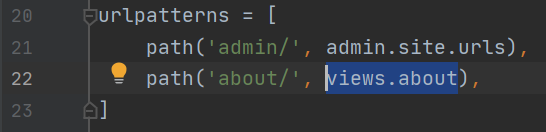 20 urlpatterns = [
21 path('admin/', admin.site.urls),
22 path('about/', views.about),
23 ]